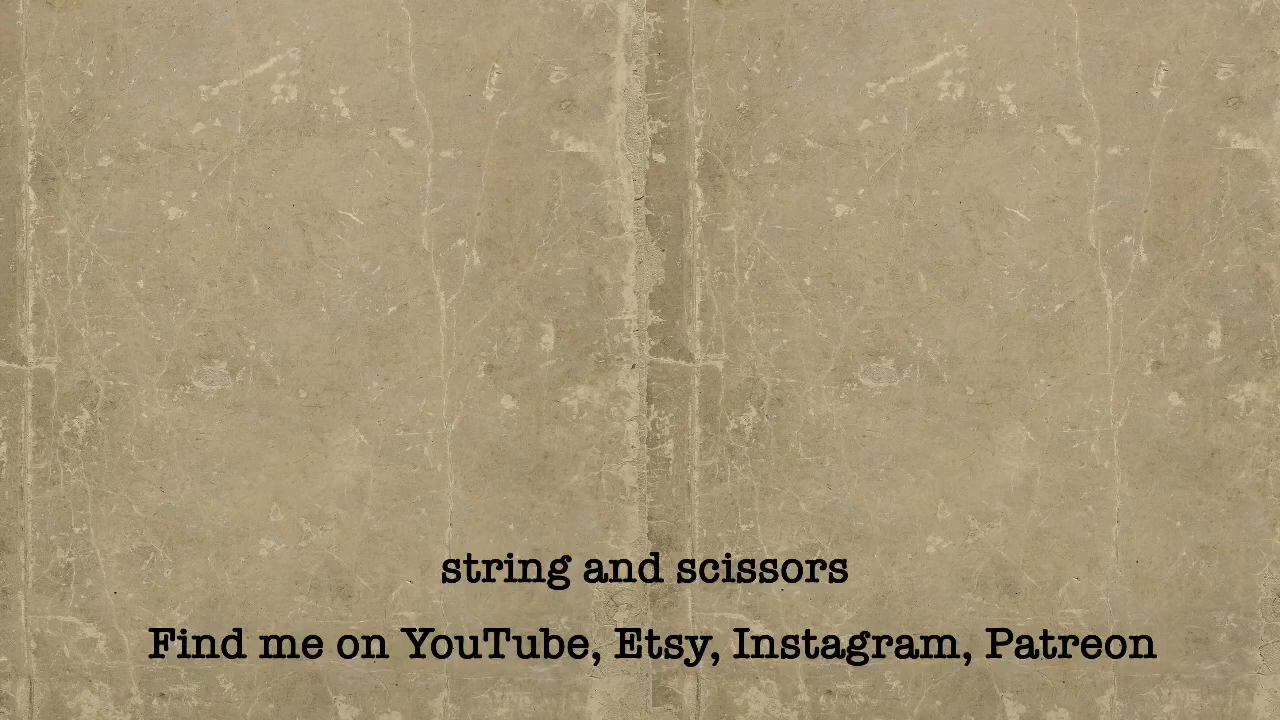 string and scissors
Find me on YouTube, Etsy, Instagram, Patreon